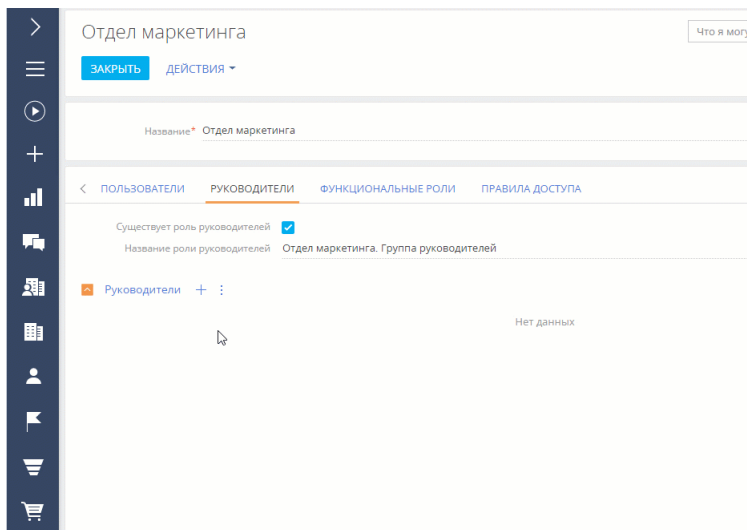 Отдел маркетинга
Что я могу
ЗАКРЫТЬ ДЕЙСТВИЯ
Название* Отдел маркетинга
ПОЛЬЗОВАТЕЛИ РУКОВОДИТЕЛИ ФУНКЦИОНАЛЬНЫЕ РОЛИ ПРАВИЛА ДОСТУПА
Существует роль руководителей
Название роли руководителей Отдел маркетинга. Группа руководителей
Руководители
Нет данных